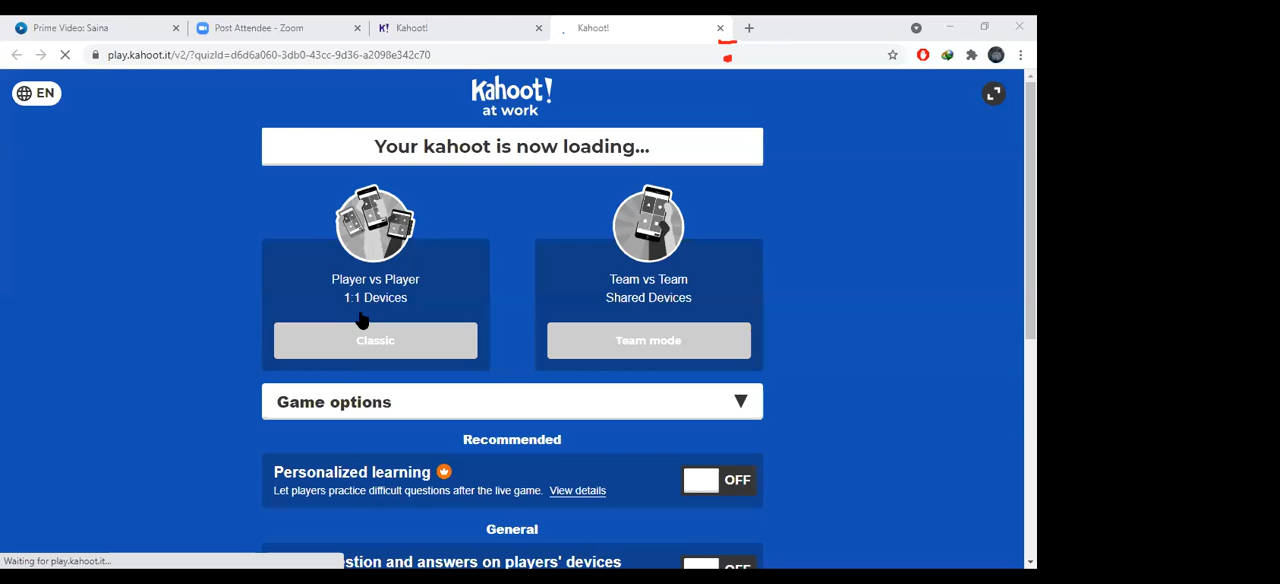 Prime Video: Saina
Post Attendee - Zoom
K! Kahoot!
Kahoot!
play.kahoot.it/v2/?quizId=d6d6a060-3db0-43cc-9d36-a2098e342c70
EN
Kahoot!
at work
Your kahoot is now loading...
Player vs Player
1:1 Devices
Classic
Team vs Team
Shared Devices
Team mode
Game options
Recommended
Personalized learning
Let players practice difficult questions after the live game. View details
OFF
General
estion and answers on players' devices
OFF
Waiting for play.kahoot.it...